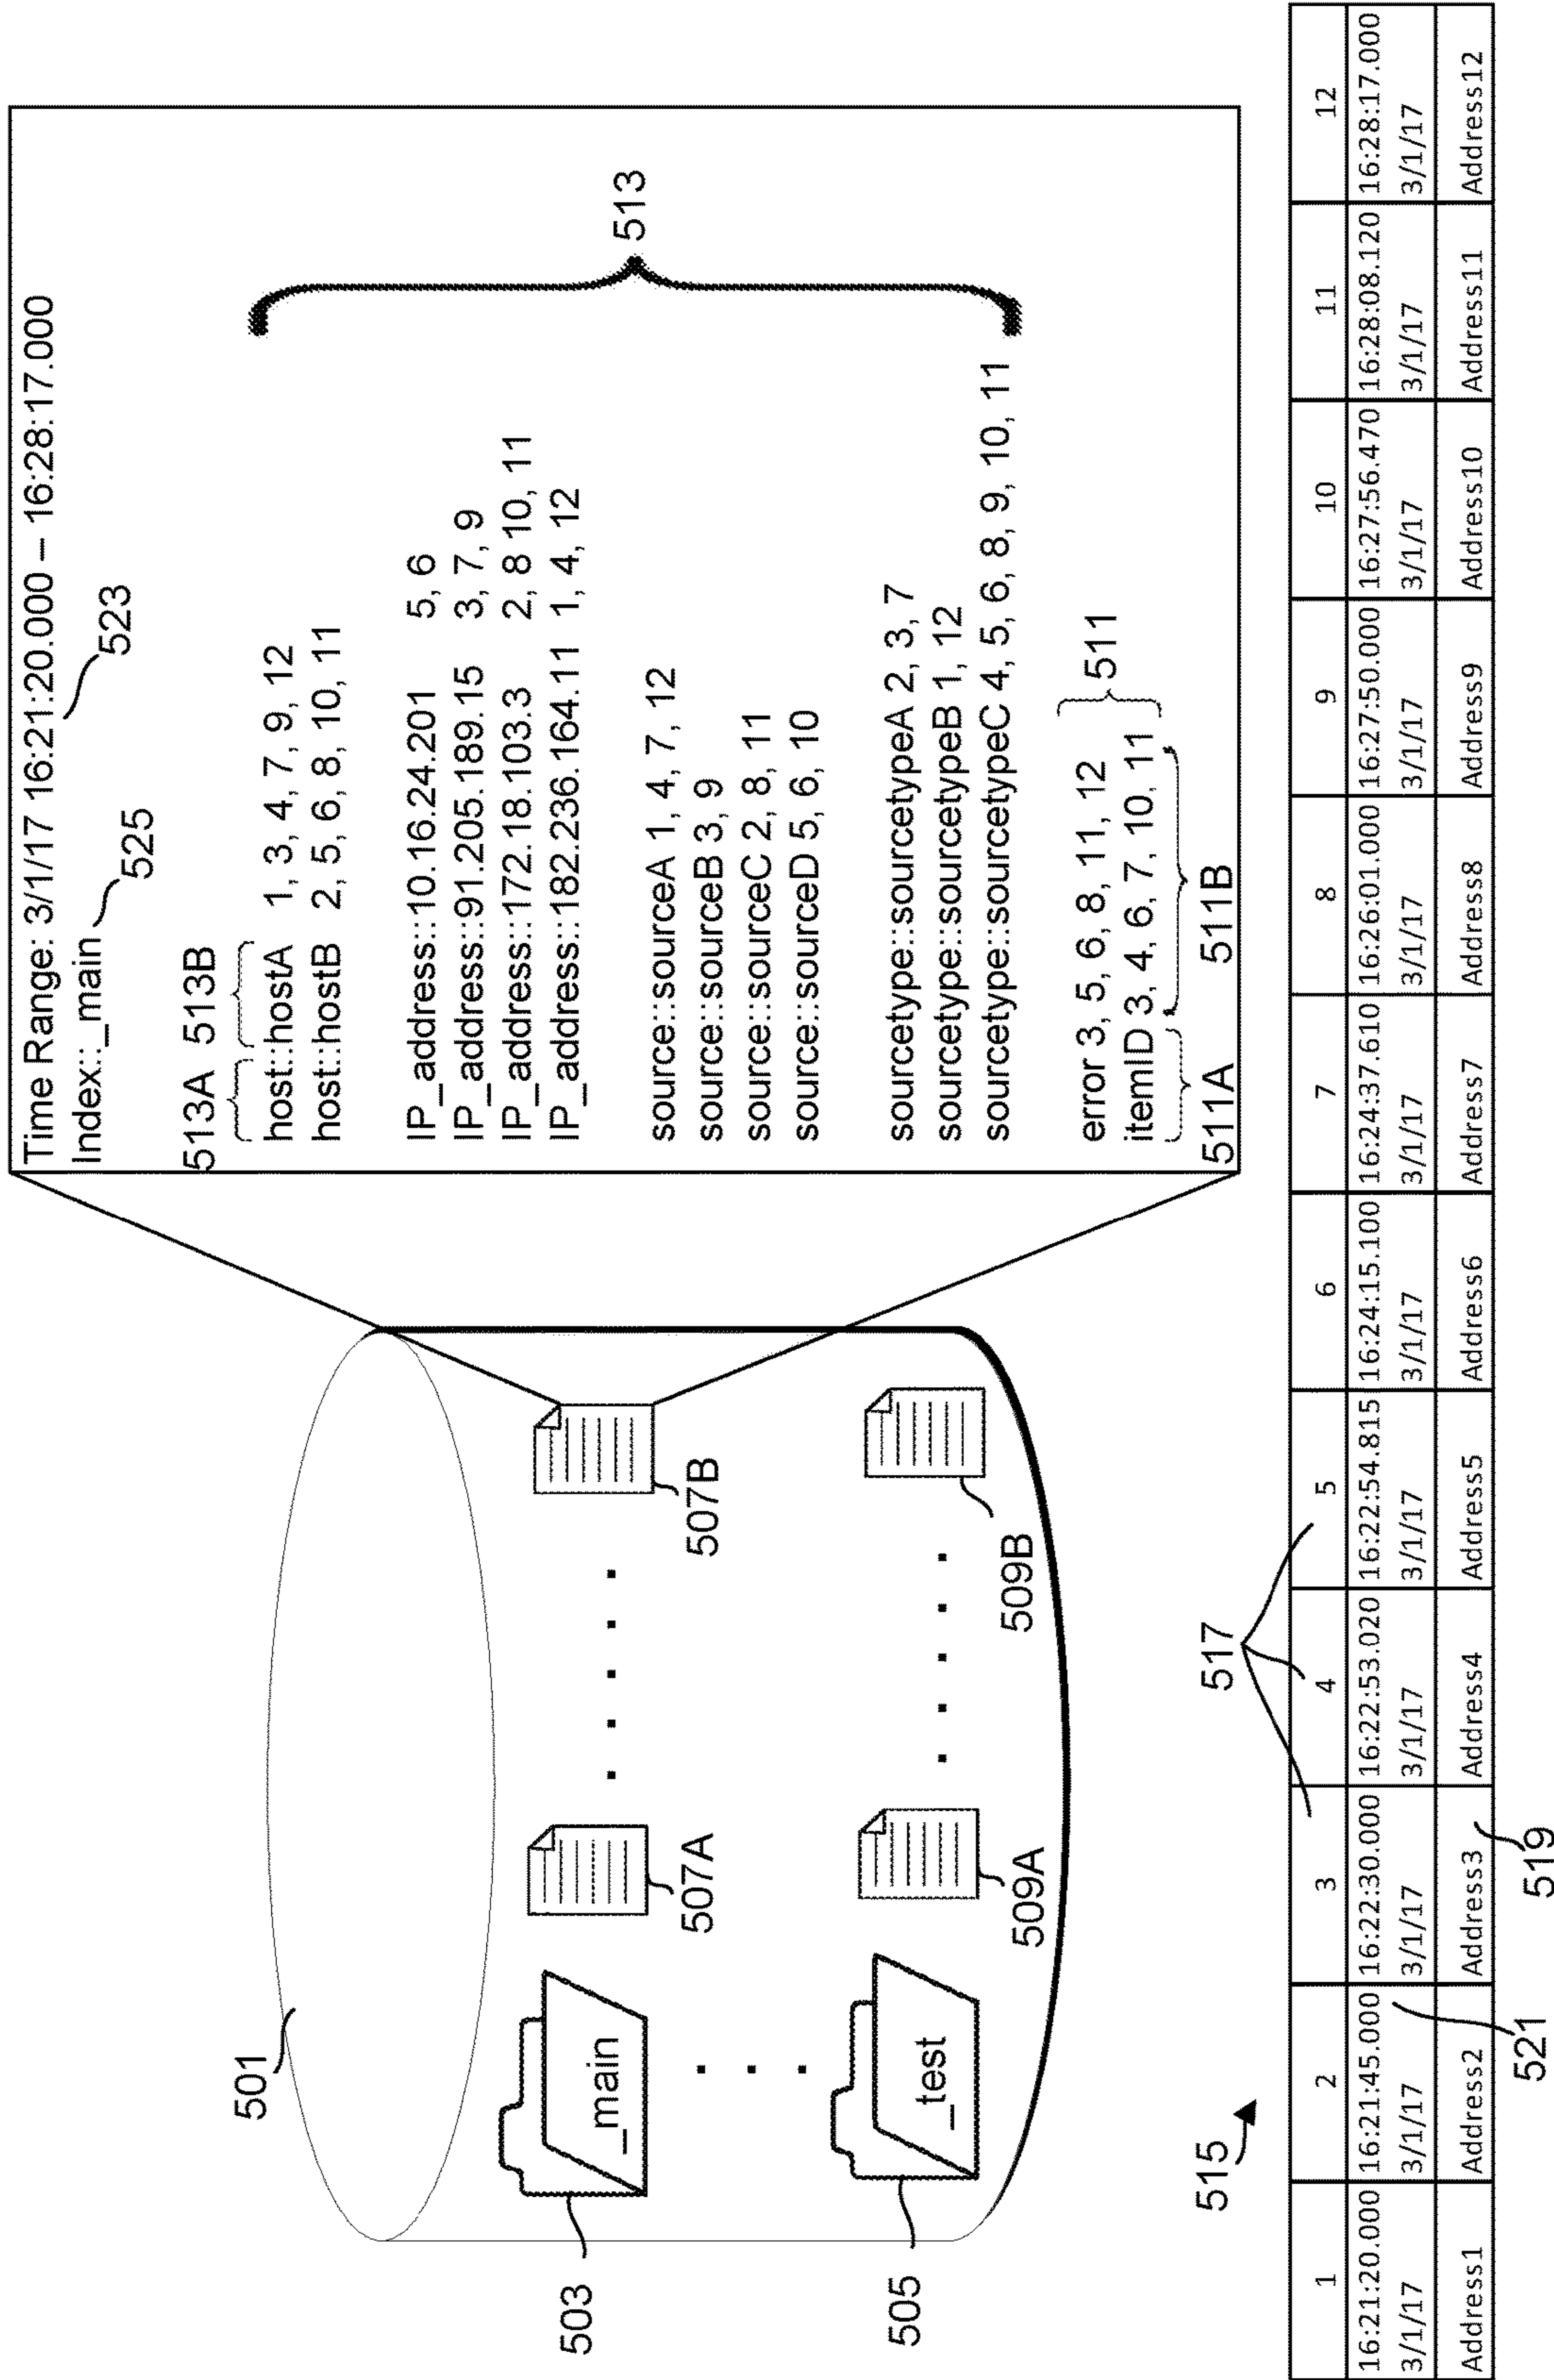 Time Range: 3/1/17 16:21:20.000 – 16:28:17.000
523
Index::_main
525
513A 513B
host::hostA 1, 3, 4, 7, 9, 12
host::hostB 2, 5, 6, 8, 10, 11
IP_address::10.16.24.201 5, 6
IP_address::91.205.189.15 3, 7, 9
IP_address::172.18.103.3 2, 8 10, 11
IP_address::182.236.164.11 1, 4, 12
source::sourceA 1, 4, 7, 12
source::sourceB 3, 9
source::sourceC 2, 8, 11
source::sourceD 5, 6, 10
sourcetype::sourcetypeA 2, 3, 7
sourcetype::sourcetypeB 1, 12
sourcetype::sourcetypeC 4, 5, 6, 8, 9, 10, 11
513
error 3, 5, 6, 8, 11, 12
itemID 3, 4, 6, 7, 10, 11
511
511A 511B
501
503
_main
507A
507B
505
_test
509A
509B
515
517
1 2 3 4 5 6 7 8 9 10 11 12
16:21:20.000 16:21:45.000 16:22:30.000 16:22:53.020 16:22:54.815 16:24:15.100 16:24:37.610 16:26:01.000 16:27:50.000 16:27:56.470 16:28:08.120 16:28:17.000
3/1/17 3/1/17 3/1/17 3/1/17 3/1/17 3/1/17 3/1/17 3/1/17 3/1/17 3/1/17 3/1/17 3/1/17
Address1 Address2 Address3 Address4 Address5 Address6 Address7 Address8 Address9 Address10 Address11 Address12
521
519